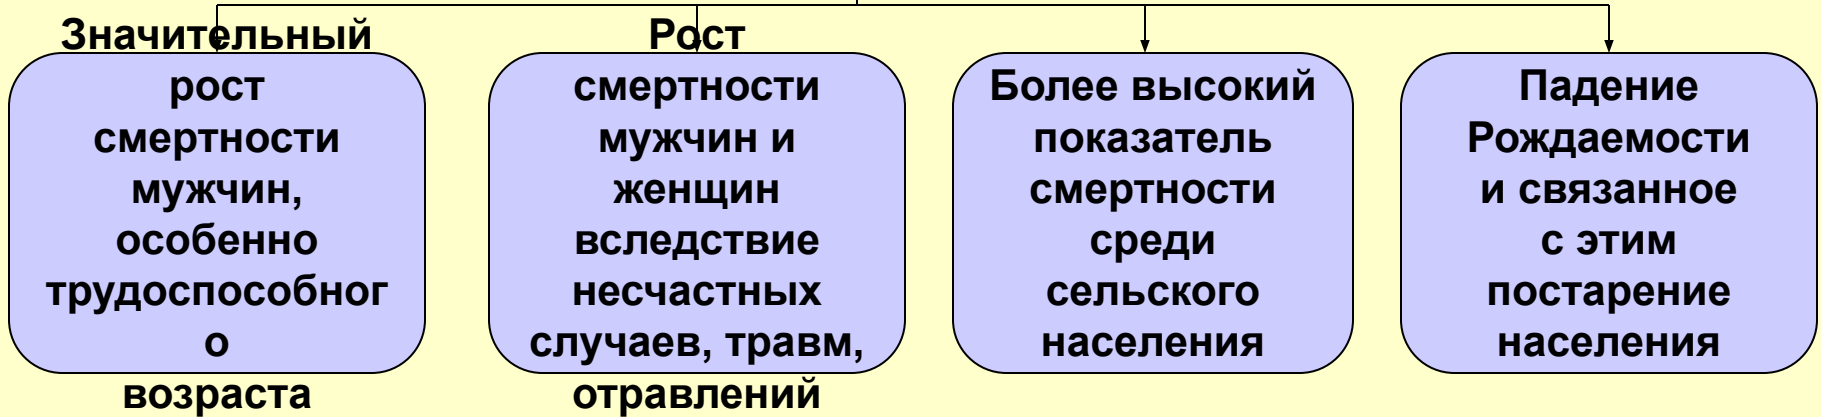 Значительный
рост
смертности
мужчин,
особенно
трудоспособног
о
возраста
Рост
смертности
мужчин и
женщин
вследствие
несчастных
случаев, травм,
отравлений
Более высокий
показатель
смертности
среди
сельского
населения
Падение
Рождаемости
и связанное
с этим
постарение
населения